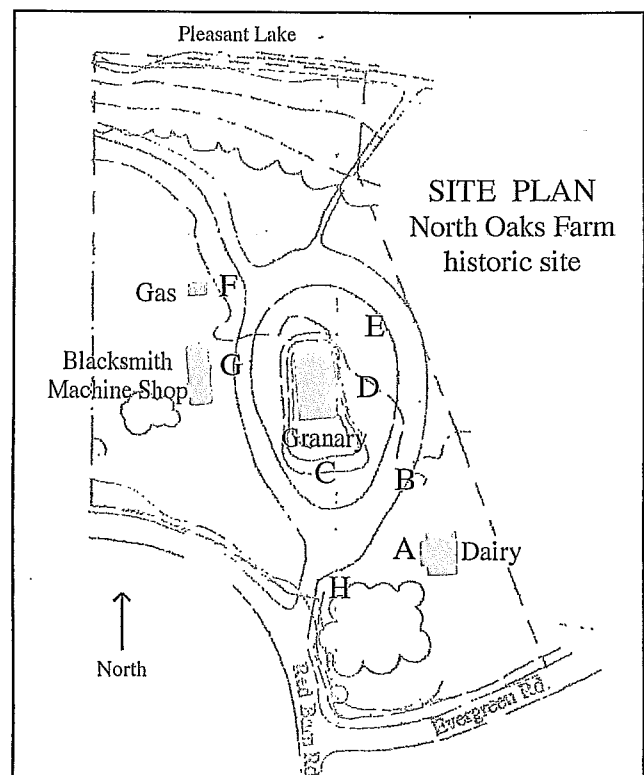 Pleasant Lake
SITE PLAN
North Oaks Farm
historic site
Gas
F
E
Blacksmith
Machine Shop
G
D
Granary
C
B
A
Dairy
H
North
Red Barn Rd.
Evergreen Rd.